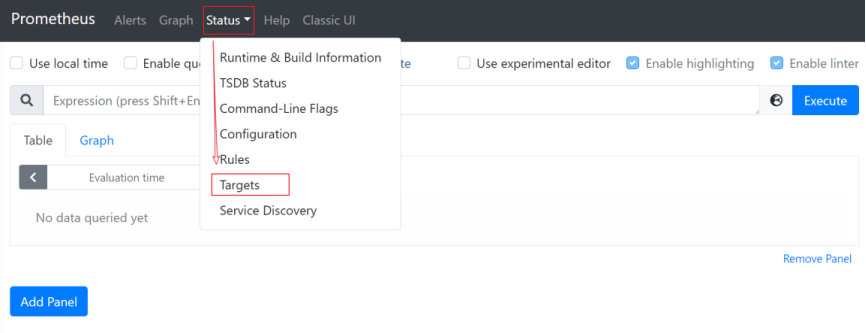 Prometheus Alerts Graph Status Help Classic UI
Use local time Enable qu te Use experimental editor Enable highlighting Enable linter
Expression (press Shift+En Execute
Runtime & Build Information
TSDB Status
Command-Line Flags
Configuration
Rules
Targets
Service Discovery
Table Graph
Evaluation time
No data queried yet
Remove Panel
Add Panel